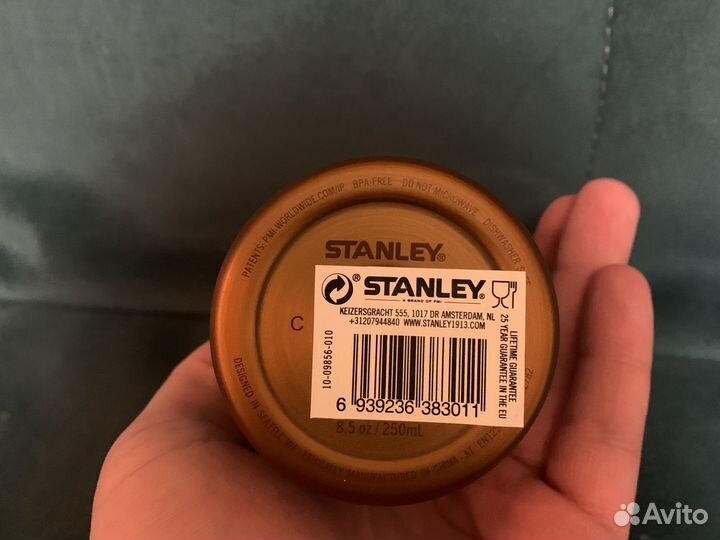 PATENTS: PMI-WORLDWIDE.COM/IP BPA-FREE DO NOT MICROWAVE DISHWASHER
STANLEY®
C
® STANLEY®
A BRAND OF PMI
KEIZERSGRACHT 555, 1017 DR AMSTERDAM, NL
+31207944840 WWW.STANLEY1913.COM
10-09856-010
LIFETIME GUARANTEE
25 YEAR GUARANTEE IN THE EU
6 939236 383011
8.5 oz / 250mL
DESIGNED IN SEATTLE, MANUFACTURED IN CHINA
Avito